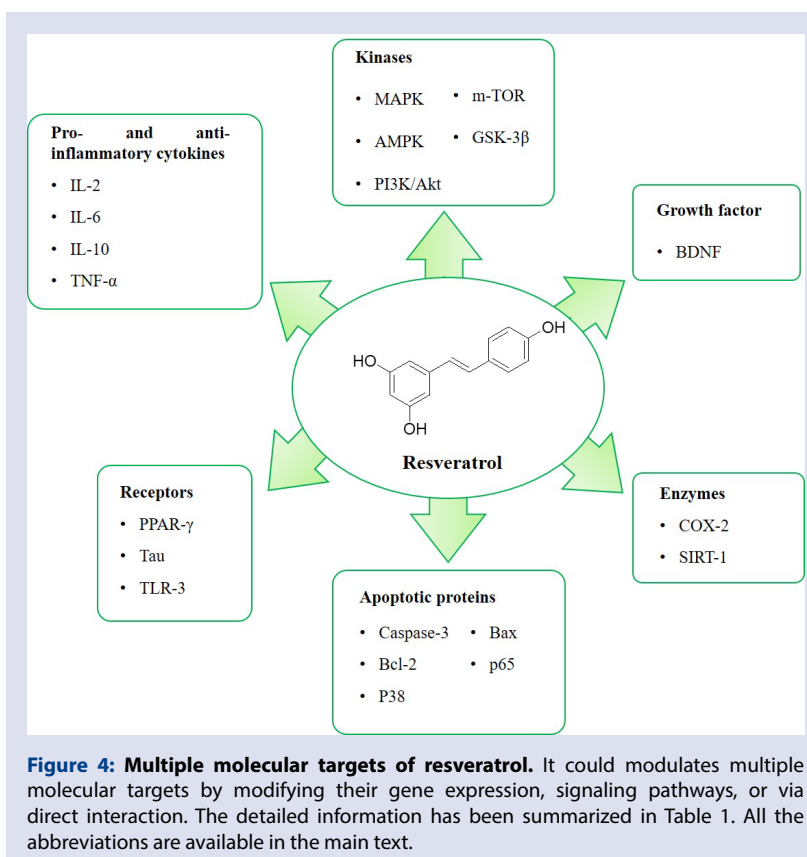 Kinases
• MAPK
• m-TOR
• AMPK
• GSK-3β
• PI3K/Akt
Pro- and anti-
inflammatory cytokines
• IL-2
• IL-6
• IL-10
• TNF-α
Growth factor
• BDNF
OH
HO
OH
Resveratrol
Receptors
• PPAR-γ
• Tau
• TLR-3
Enzymes
• COX-2
• SIRT-1
Apoptotic proteins
• Caspase-3
• Bax
• Bcl-2
• p65
• P38
Figure 4: Multiple molecular targets of resveratrol. It could modulates multiple
molecular targets by modifying their gene expression, signaling pathways, or via
direct interaction. The detailed information has been summarized in Table 1. All the
abbreviations are available in the main text.